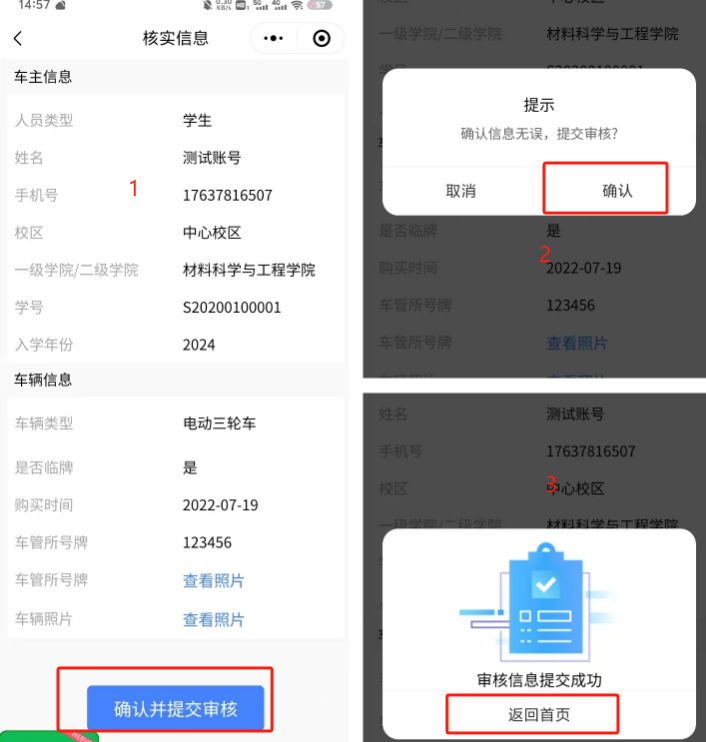 14:57
0.30
KB/s
HD
5G
4G
57
核实信息
车主信息
人员类型 学生
姓名 测试账号
1
手机号 17637816507
校区 中心校区
一级学院/二级学院 材料科学与工程学院
学号 S20200100001
入学年份 2024
车辆信息
车辆类型 电动三轮车
是否临牌 是
购买时间 2022-07-19
车管所号牌 123456
车管所号牌 查看照片
车辆照片 查看照片
确认并提交审核
一级学院/二级学院 材料科学与工程学院
提示
确认信息无误，提交审核?
取消 确认
是否临牌 是
2
购买时间 2022-07-19
车管所号牌 123456
车管所号牌 查看照片
姓名 测试账号
手机号 17637816507
3
校区 中心校区
一级学院/二级学院 材料科学与工程学院
审核信息提交成功
返回首页